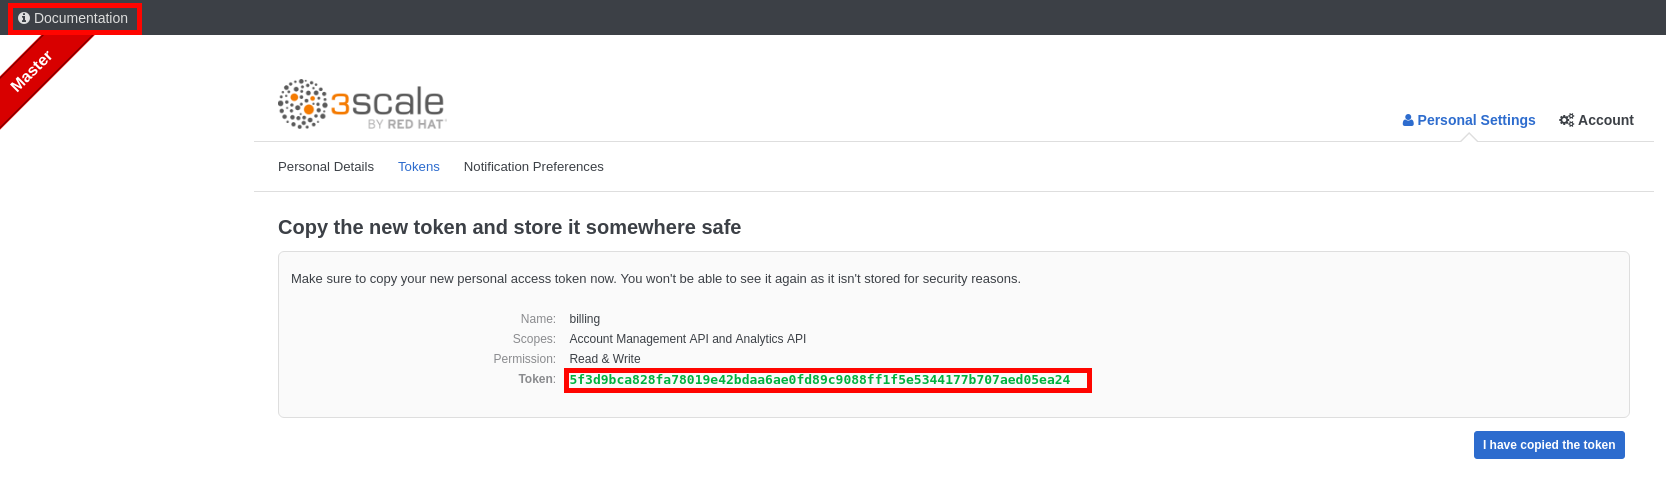 Documentation
Master
3scale
BY RED HAT
Personal Settings
Account
Personal Details Tokens Notification Preferences
Copy the new token and store it somewhere safe
Make sure to copy your new personal access token now. You won't be able to see it again as it isn't stored for security reasons.
Name: billing
Scopes: Account Management API and Analytics API
Permission: Read & Write
Token: 5f3d9bca828fa78019e42bdaa6ae0fd89c9088ff1f5e5344177b707aed05ea24
I have copied the token